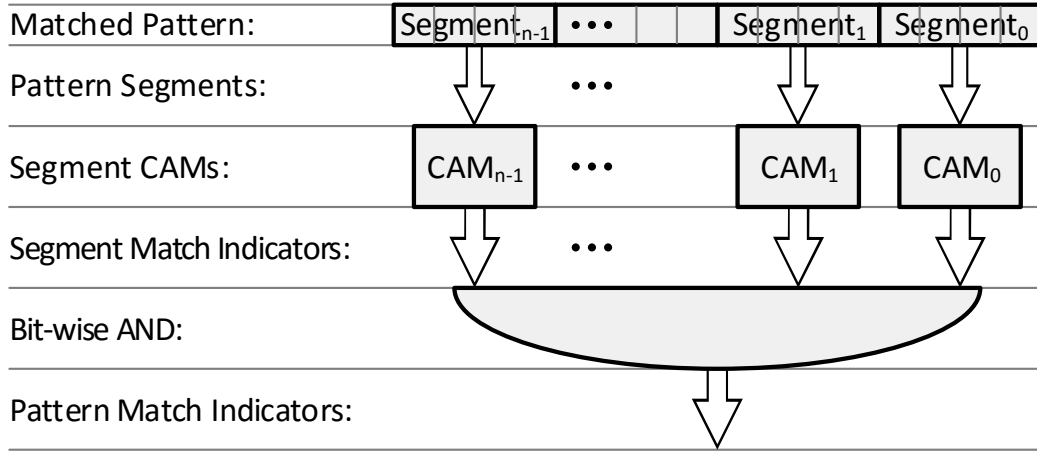 Matched Pattern: Segmentₙ₋₁ ••• Segment₁ Segment₀
Pattern Segments: •••
Segment CAMs: CAMₙ₋₁ ••• CAM₁ CAM₀
Segment Match Indicators: •••
Bit-wise AND:
Pattern Match Indicators: